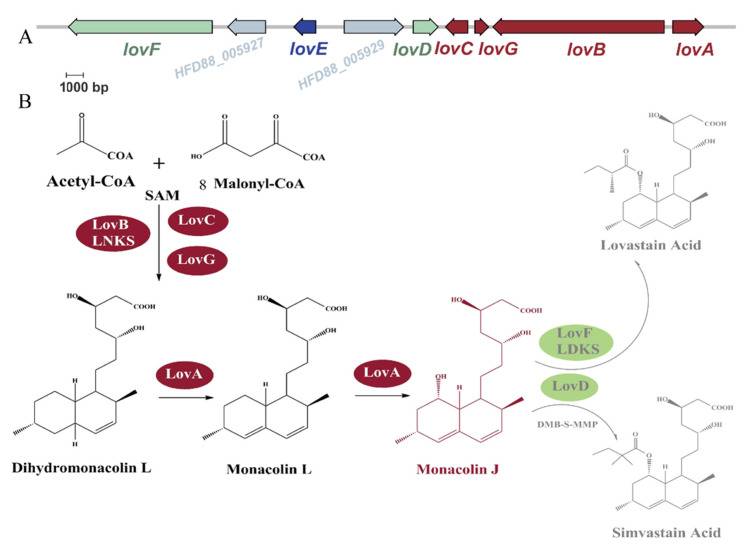 A
lovF
HFD88_005927
lovE
HFD88_005929
lovD
lovC
lovG
lovB
lovA
1000 bp
B
O
COA
Acetyl-CoA
+
O
O
HO
COA
8 Malonyl-CoA
SAM
LovB
LNKS
LovC
LovG
HO
COOH
OH
H
H
Dihydromonacolin L
LovA
HO
COOH
OH
H
Monacolin L
LovA
HO
COOH
OH
OH
H
Monacolin J
LovF
LDKS
LovD
DMB-S-MMP
HO
COOH
OH
O
O
H
Lovastain Acid
HO
COOH
OH
O
O
H
Simvastain Acid